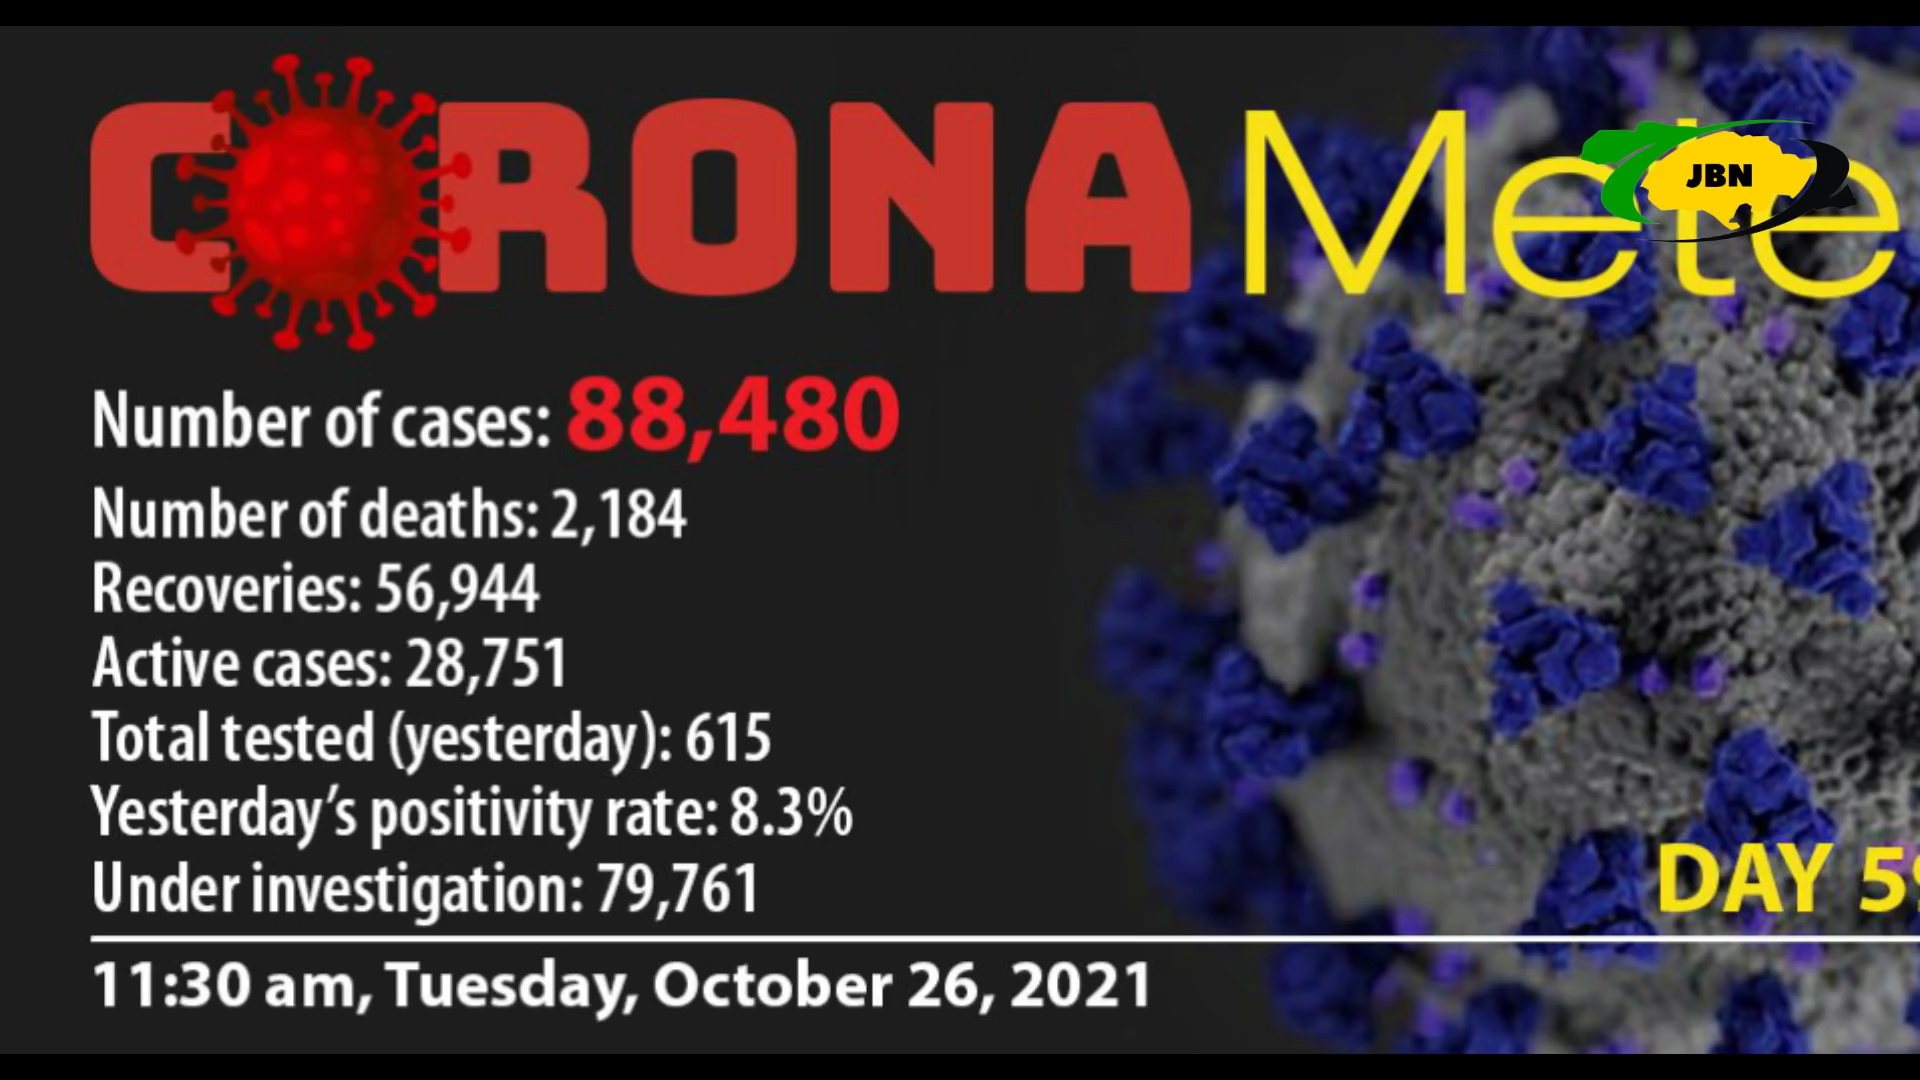 CORONA Mete
JBN
Number of cases: 88,480
Number of deaths: 2,184
Recoveries: 56,944
Active cases: 28,751
Total tested (yesterday): 615
Yesterday's positivity rate: 8.3%
Under investigation: 79,761
DAY 59
11:30 am, Tuesday, October 26, 2021